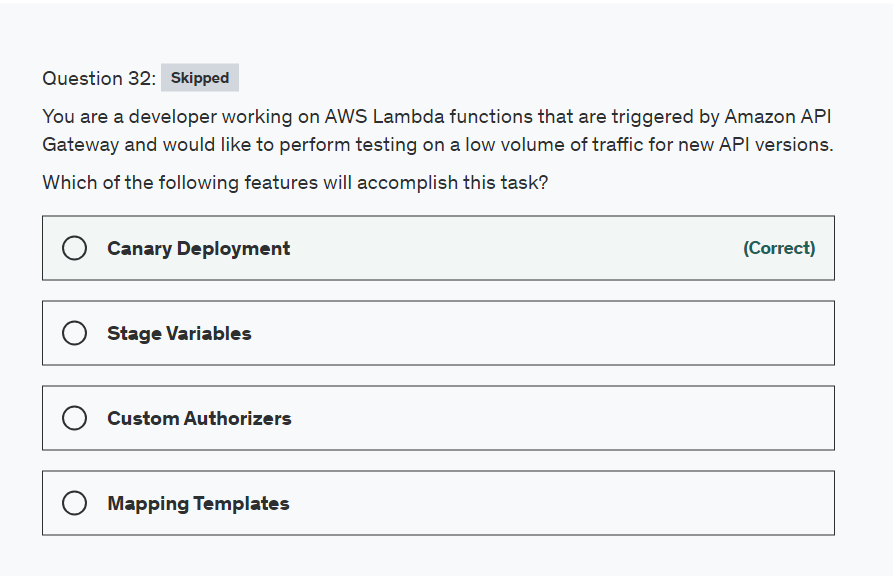 Question 32: Skipped
You are a developer working on AWS Lambda functions that are triggered by Amazon API
Gateway and would like to perform testing on a low volume of traffic for new API versions.
Which of the following features will accomplish this task?
Canary Deployment (Correct)
Stage Variables
Custom Authorizers
Mapping Templates